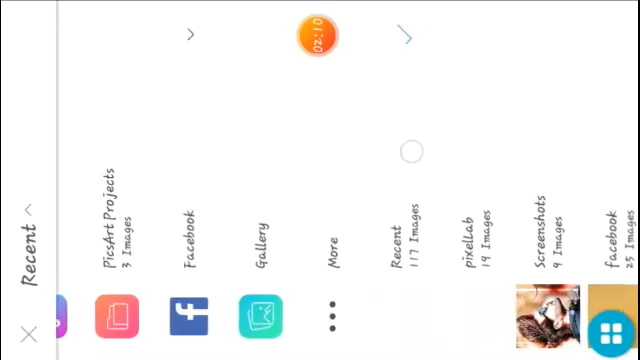 Recent
PicsArt Projects
3 Images
Facebook
Gallery
More
Recent
117 Images
pixelLab
19 Images
Screenshots
9 Images
facebook
25 Images
02:10